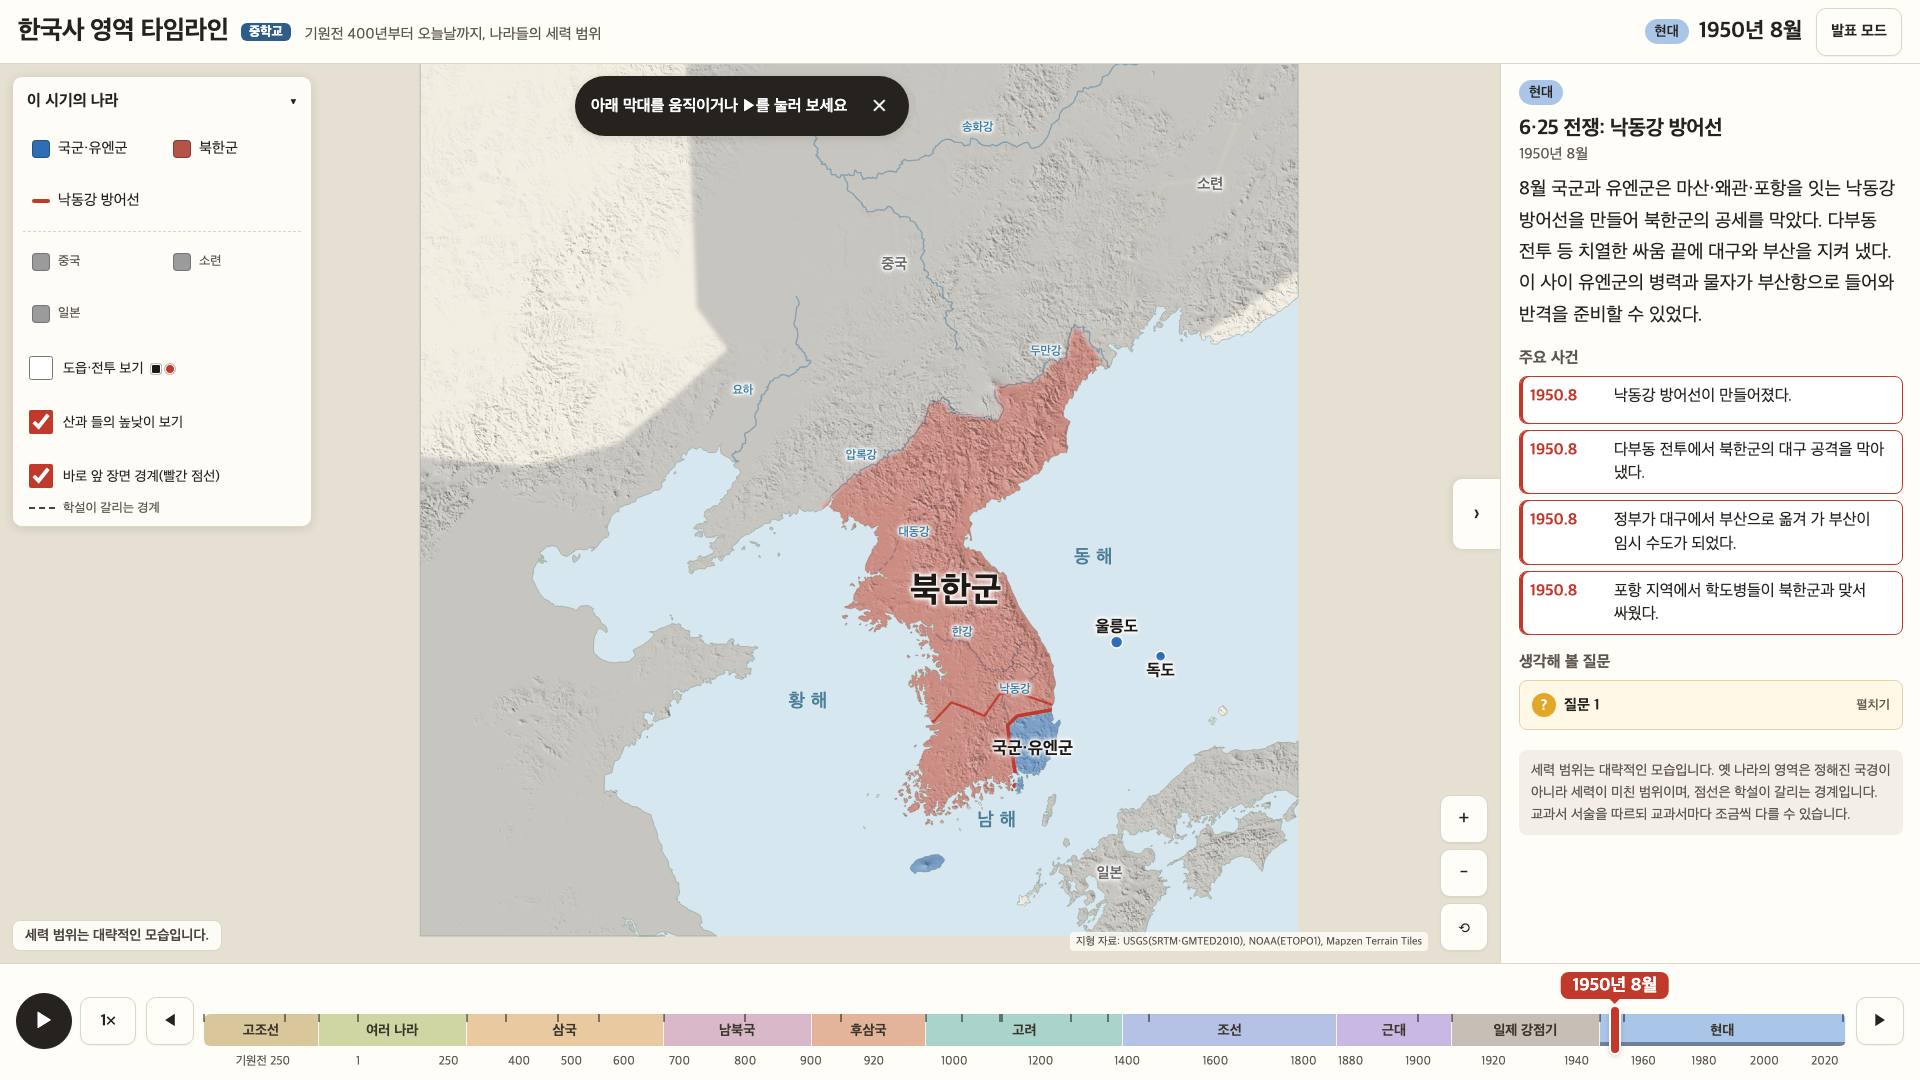 한국사 영역 타임라인
중학교
기원전 400년부터 오늘날까지, 나라들의 세력 범위
현대
1950년 8월
발표 모드
이 시기의 나라
▼
국군·유엔군
북한군
낙동강 방어선
중국
소련
일본
도읍·전투 보기
산과 들의 높낮이 보기
바로 앞 장면 경계(빨간 점선)
학설이 갈리는 경계
아래 막대를 움직이거나 ▶를 눌러 보세요 ✕
송화강
소련
중국
두만강
요하
압록강
대동강
동해
북한군
울릉도
한강
독도
낙동강
황해
국군·유엔군
남해
일본
세력 범위는 대략적인 모습입니다.
지형 자료: USGS(SRTM·GMTED2010), NOAA(ETOPO1), Mapzen Terrain Tiles
›
+
−
⟲
현대
6·25 전쟁: 낙동강 방어선
1950년 8월
8월 국군과 유엔군은 마산·왜관·포항을 잇는 낙동강
방어선을 만들어 북한군의 공세를 막았다. 다부동
전투 등 치열한 싸움 끝에 대구와 부산을 지켜 냈다.
이 사이 유엔군의 병력과 물자가 부산항으로 들어와
반격을 준비할 수 있었다.
주요 사건
1950.8 낙동강 방어선이 만들어졌다.
1950.8 다부동 전투에서 북한군의 대구 공격을 막아
냈다.
1950.8 정부가 대구에서 부산으로 옮겨 가 부산이
임시 수도가 되었다.
1950.8 포항 지역에서 학도병들이 북한군과 맞서
싸웠다.
생각해 볼 질문
? 질문 1 펼치기
세력 범위는 대략적인 모습입니다. 옛 나라의 영역은 정해진 국경이
아니라 세력이 미친 범위이며, 점선은 학설이 갈리는 경계입니다.
교과서 서술을 따르되 교과서마다 조금씩 다를 수 있습니다.
1950년 8월
▶ 1× ◀ ▶
고조선 여러 나라 삼국 남북국 후삼국 고려 조선 근대 일제 강점기 현대
기원전 250 1 250 400 500 600 700 800 900 920 1000 1200 1400 1600 1800 1880 1900 1920 1940 1960 1980 2000 2020